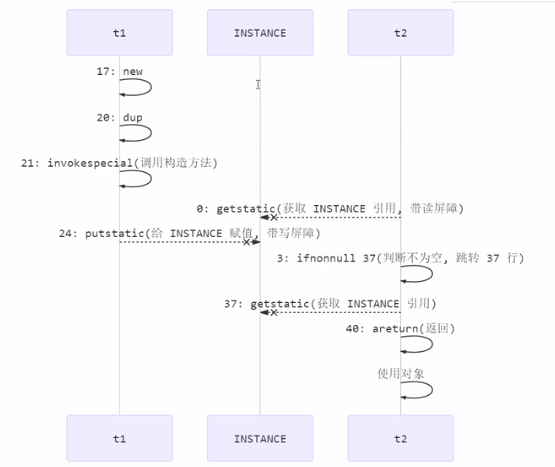 t1 INSTANCE t2
17: new
20: dup
21: invokespecial(调用构造方法)
0: getstatic(获取 INSTANCE 引用, 带读屏障)
24: putstatic(给 INSTANCE 赋值, 带写屏障)
3: ifnonnull 37(判断不为空, 跳转 37 行)
37: getstatic(获取 INSTANCE 引用)
40: areturn(返回)
使用对象
t1 INSTANCE t2